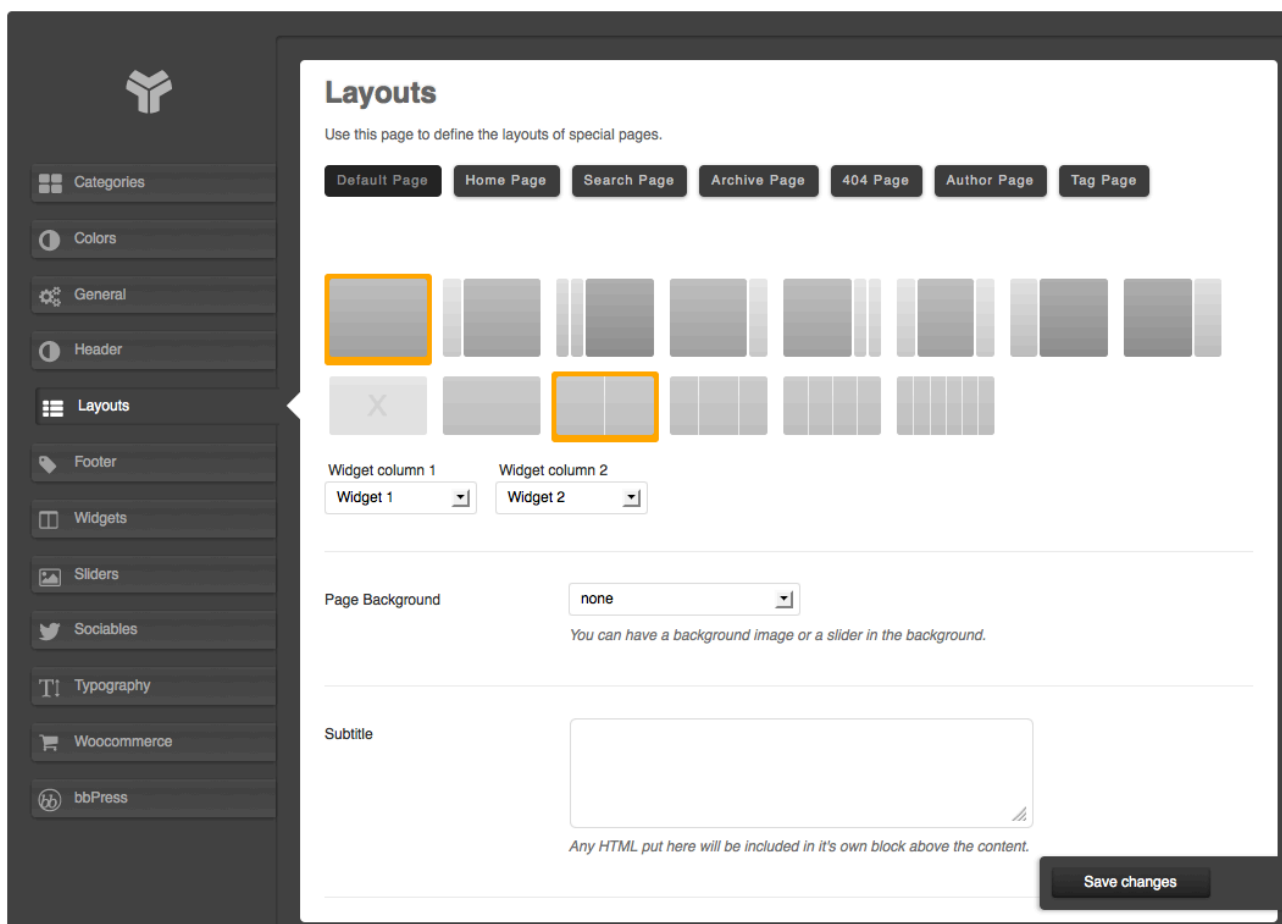 Layouts
Use this page to define the layouts of special pages.
Default Page
Home Page
Search Page
Archive Page
404 Page
Author Page
Tag Page
Categories
Colors
General
Header
Layouts
Footer
Widgets
Sliders
Sociables
Typography
Woocommerce
bbPress
X
Widget column 1
Widget column 2
Widget 1
Widget 2
Page Background
none
You can have a background image or a slider in the background.
Subtitle
Any HTML put here will be included in it's own block above the content.
Save changes